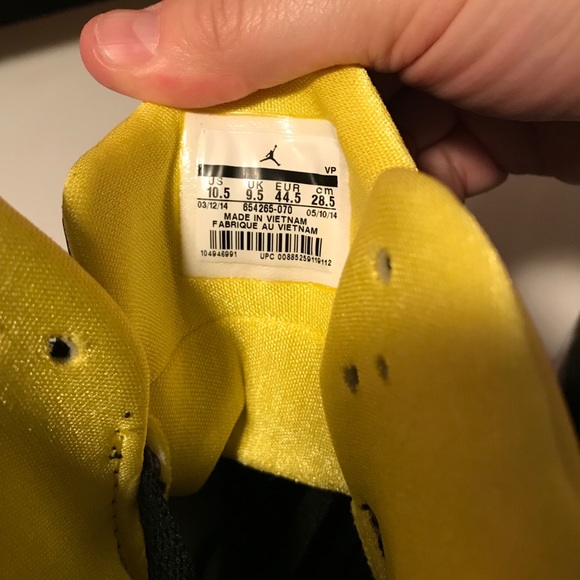 VP
US UK EUR cm
10.5 9.5 44.5 28.5
03/12/14 654265-070 05/10/14
MADE IN VIETNAM
FABRIQUE AU VIETNAM
104946991 UPC 00885259119112